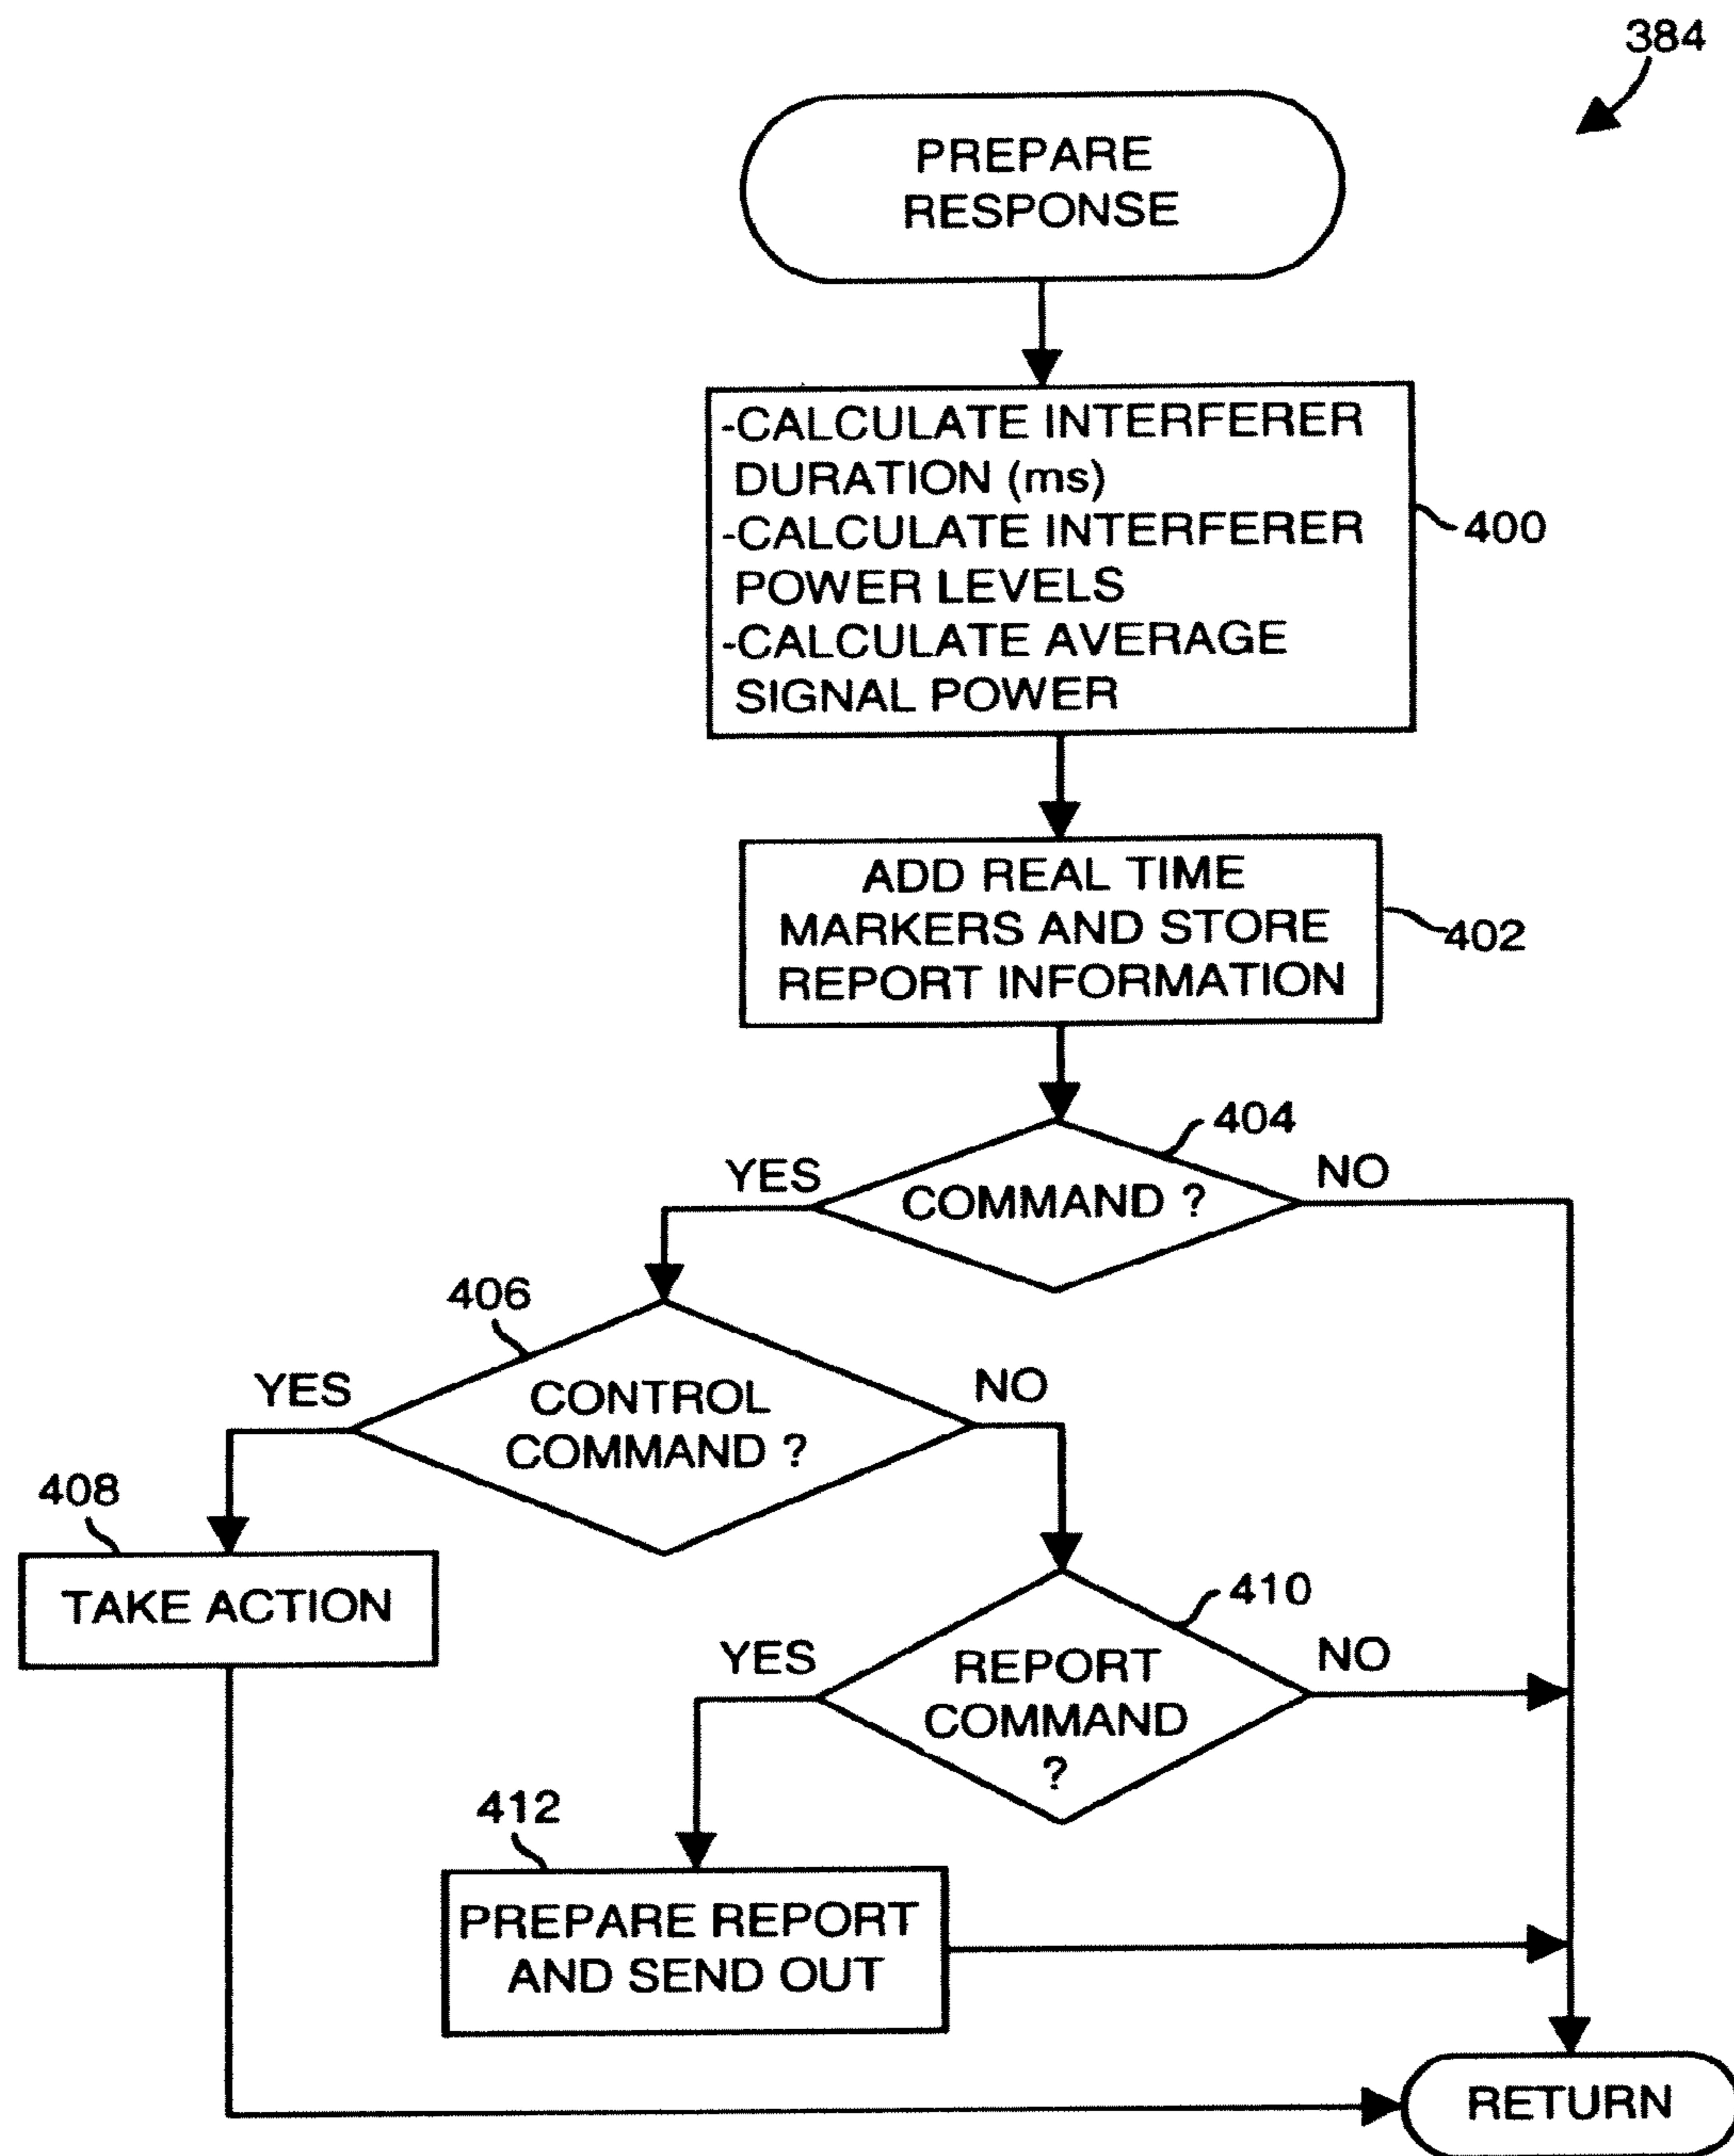 384
PREPARE
RESPONSE
-CALCULATE INTERFERER
DURATION (ms)
-CALCULATE INTERFERER
POWER LEVELS
-CALCULATE AVERAGE
SIGNAL POWER
400
ADD REAL TIME
MARKERS AND STORE
REPORT INFORMATION
402
404
YES
COMMAND ?
NO
406
YES
CONTROL
COMMAND ?
NO
408
TAKE ACTION
410
YES
REPORT
COMMAND
?
NO
412
PREPARE REPORT
AND SEND OUT
RETURN